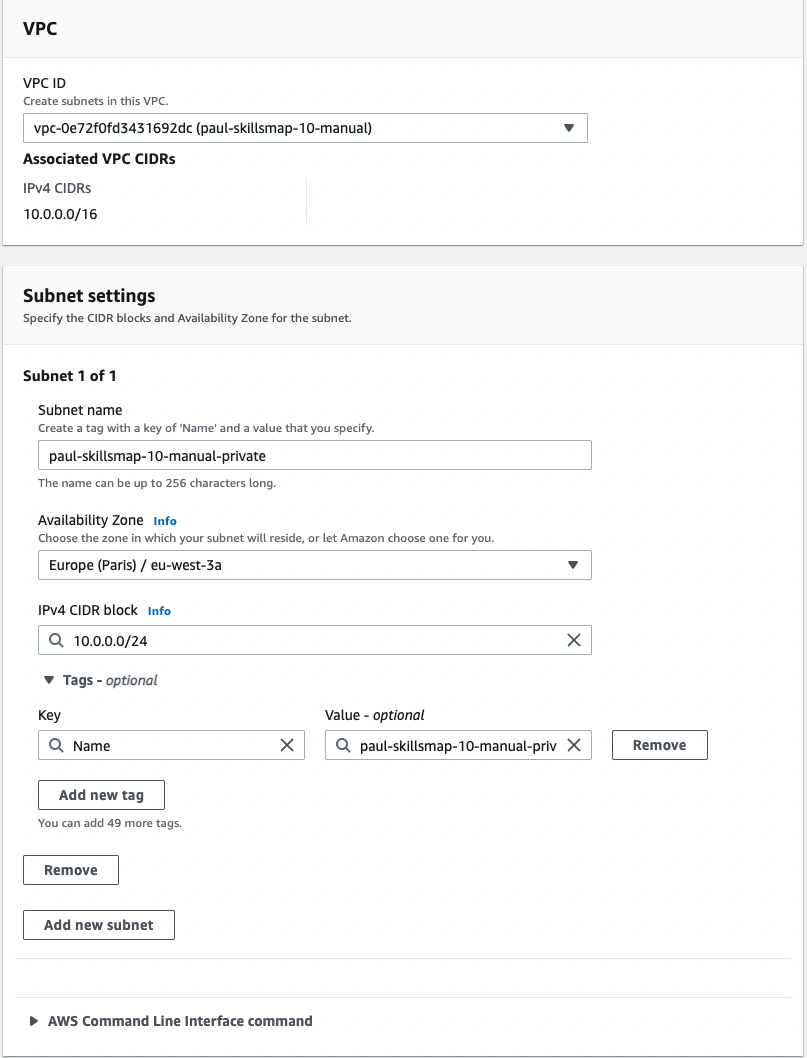 VPC
VPC ID
Create subnets in this VPC.
vpc-0e72f0fd3431692dc (paul-skillsmap-10-manual)
Associated VPC CIDRs
IPv4 CIDRs
10.0.0.0/16
Subnet settings
Specify the CIDR blocks and Availability Zone for the subnet.
Subnet 1 of 1
Subnet name
Create a tag with a key of 'Name' and a value that you specify.
paul-skillsmap-10-manual-private
The name can be up to 256 characters long.
Availability Zone Info
Choose the zone in which your subnet will reside, or let Amazon choose one for you.
Europe (Paris) / eu-west-3a
IPv4 CIDR block Info
10.0.0.0/24
Tags - optional
Key Value - optional
Name paul-skillsmap-10-manual-priv Remove
Add new tag
You can add 49 more tags.
Remove
Add new subnet
AWS Command Line Interface command